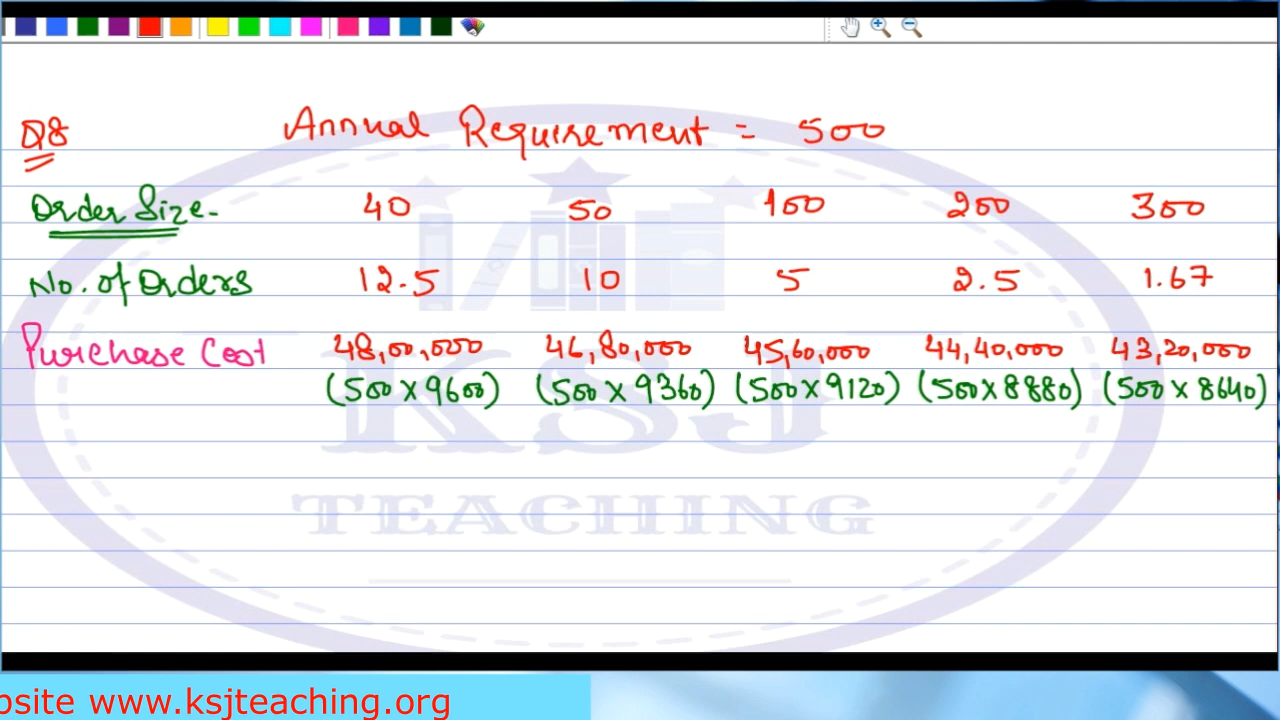 Q8 Annual Requirement = 500
Order Size- 40 50 100 200 300
No. of Orders 12.5 10 5 2.5 1.67
Purchase Cost 48,00,000 46,80,000 45,60,000 44,40,000 43,20,000
(500 × 9600) (500 × 9360) (500 × 9120) (500 × 8880) (500 × 8640)
KSJ
TEACHING
bsite www.ksjteaching.org